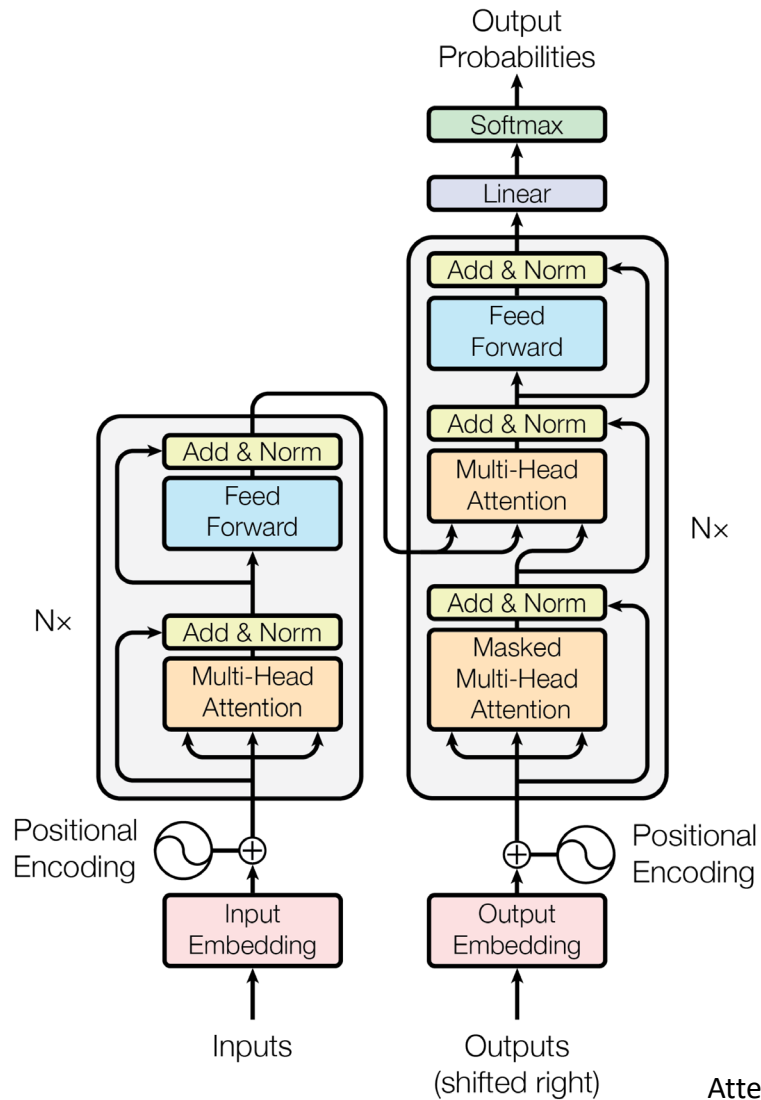 Output
Probabilities
Softmax
Linear
Add & Norm
Feed
Forward
Add & Norm
Multi-Head
Attention
Add & Norm
Masked
Multi-Head
Attention
Nx
Add & Norm
Feed
Forward
Add & Norm
Multi-Head
Attention
Nx
Positional
Encoding
Positional
Encoding
Input
Embedding
Output
Embedding
Inputs
Outputs
(shifted right)
Atte